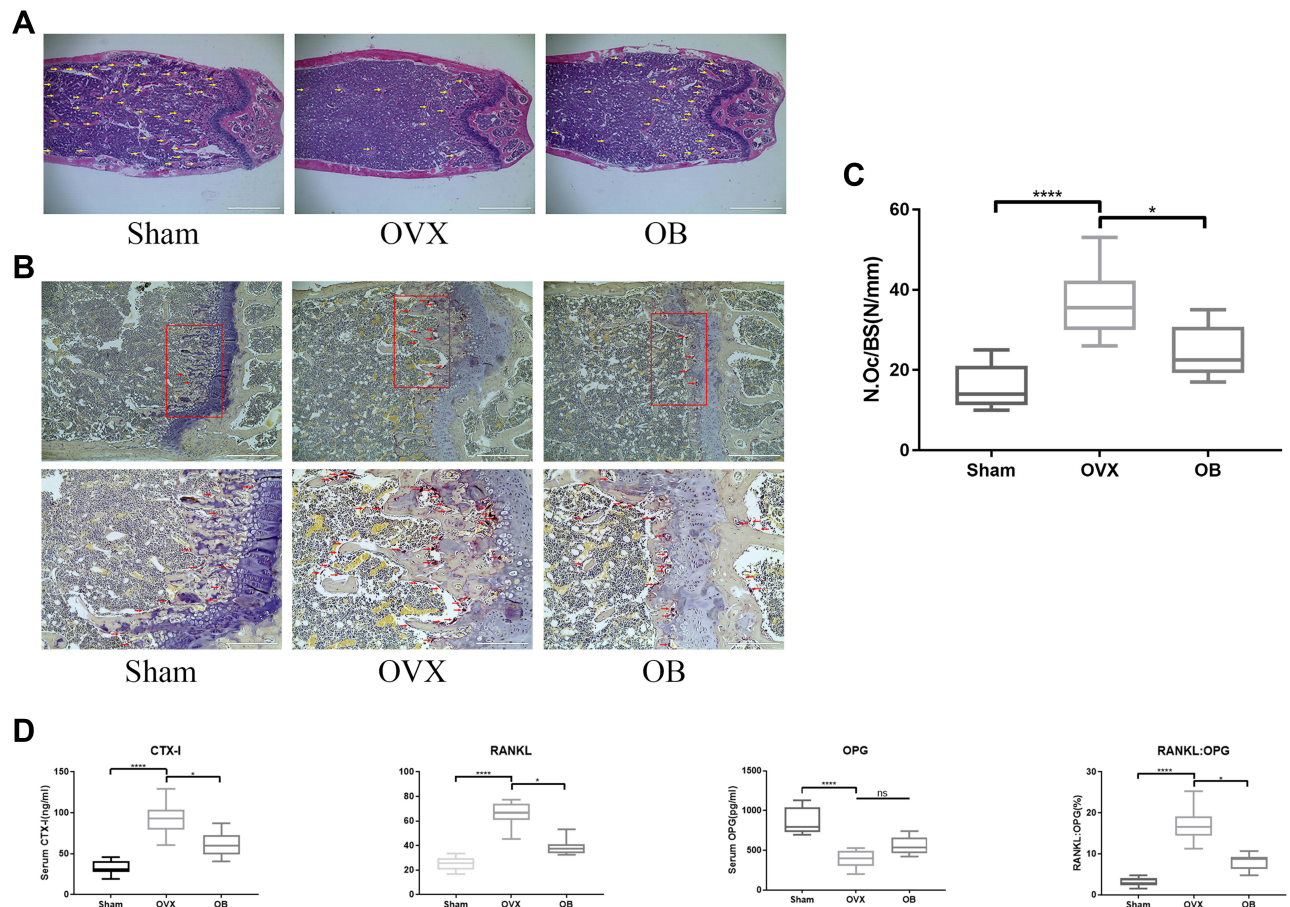 A
Sham OVX OB
B
Sham OVX OB
C
**** *
N.Oc/BS(N/mm)
60
40
20
0
Sham OVX OB
D
CTX-I
**** *
Serum CTX-I(ng/ml)
150
100
50
0
Sham OVX OB
RANKL
**** *
100
80
60
40
20
0
Sham OVX OB
OPG
**** ns
Serum OPG(pg/ml)
1500
1000
500
0
Sham OVX OB
RANKL:OPG
**** *
RANKL:OPG(%)
30
20
10
0
Sham OVX OB